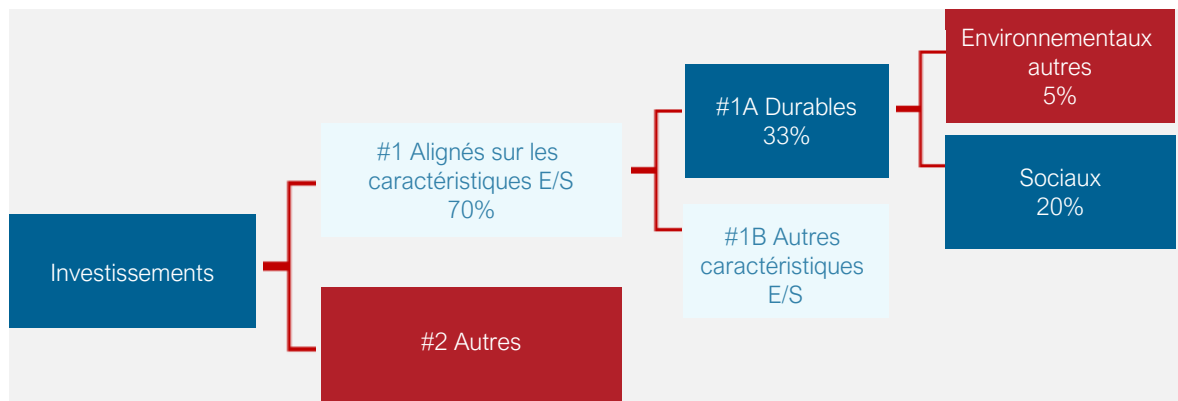 Investissements
#1 Alignés sur les
caractéristiques E/S
70%
#2 Autres
#1A Durables
33%
#1B Autres
caractéristiques
E/S
Environnementaux
autres
5%
Sociaux
20%